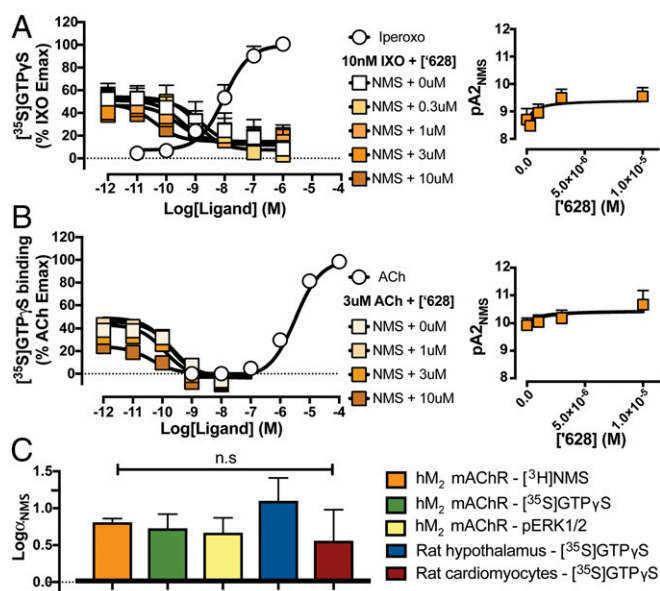 A
[³⁵S]GTPγS
(% IXO Emax)
120
100
80
60
40
20
0
-12 -11 -10 -9 -8 -7 -6 -5 -4
Log[Ligand] (M)
Iperoxo
10nM IXO + ['628]
NMS + 0uM
NMS + 0.3uM
NMS + 1uM
NMS + 3uM
NMS + 10uM
pA2NMS
12
11
10
9
8
0.0
5.0×10⁻⁶
1.0×10⁻⁵
['628] (M)
B
[³⁵S]GTPγS binding
(% ACh Emax)
120
100
80
60
40
20
0
-12 -11 -10 -9 -8 -7 -6 -5 -4
Log[Ligand] (M)
ACh
3uM ACh + ['628]
NMS + 0uM
NMS + 1uM
NMS + 3uM
NMS + 10uM
pA2NMS
12
11
10
9
8
0.0
5.0×10⁻⁶
1.0×10⁻⁵
['628] (M)
C
LogαNMS
1.5
1.0
0.5
0.0
n.s
hM₂ mAChR - [³H]NMS
hM₂ mAChR - [³⁵S]GTPγS
hM₂ mAChR - pERK1/2
Rat hypothalamus - [³⁵S]GTPγS
Rat cardiomyocytes - [³⁵S]GTPγS